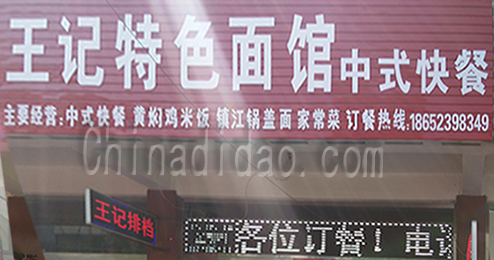 王记特色面馆 中式快餐
主要经营:中式快餐 黄焖鸡米饭 镇江锅盖面 家常菜 订餐热线:18652398349
Chinadidao.com
王记排档
各位订餐！电话